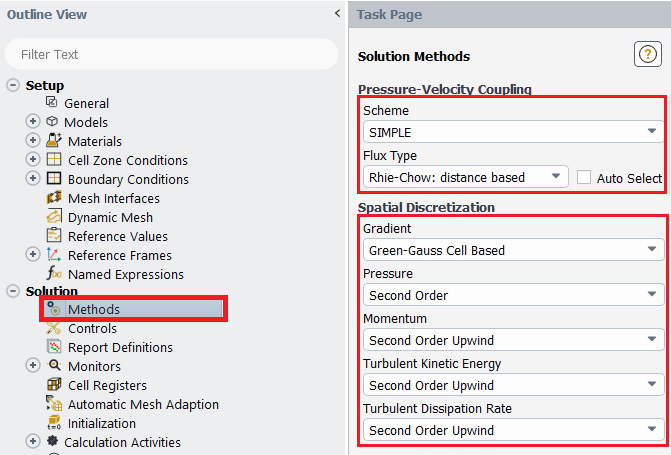 Outline View
<
Filter Text
Setup
General
Models
Materials
Cell Zone Conditions
Boundary Conditions
Mesh Interfaces
Dynamic Mesh
Reference Values
Reference Frames
f(x) Named Expressions
Solution
Methods
Controls
Report Definitions
Monitors
Cell Registers
Automatic Mesh Adaption
Initialization
Calculation Activities
Task Page
Solution Methods
?
Pressure-Velocity Coupling
Scheme
SIMPLE
Flux Type
Rhie-Chow: distance based
Auto Select
Spatial Discretization
Gradient
Green-Gauss Cell Based
Pressure
Second Order
Momentum
Second Order Upwind
Turbulent Kinetic Energy
Second Order Upwind
Turbulent Dissipation Rate
Second Order Upwind